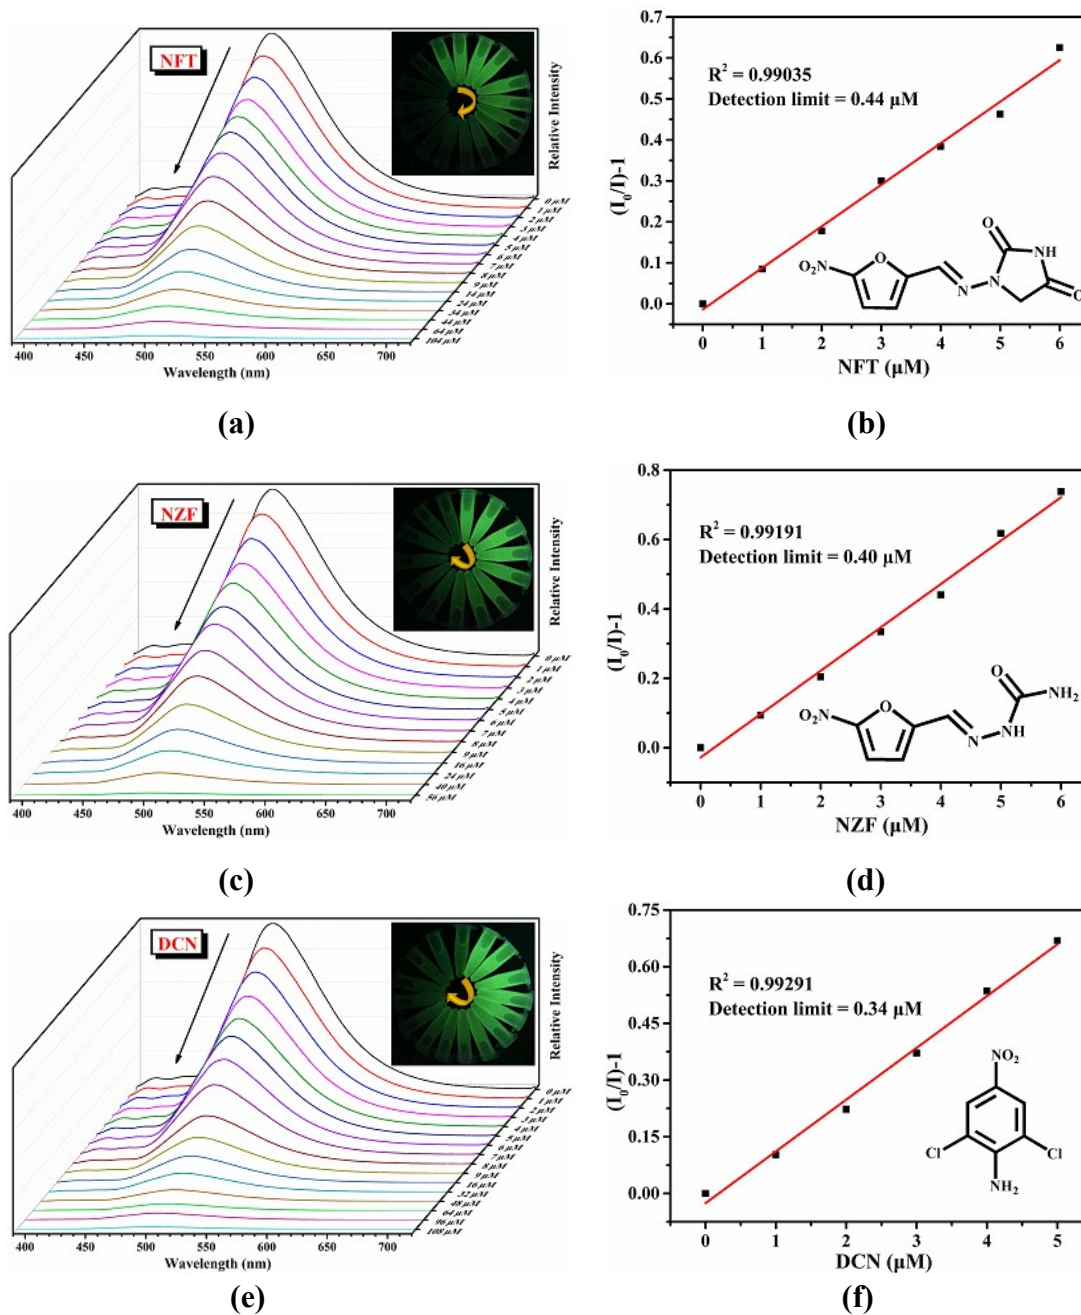 NFT
Relative Intensity
0 μM
1 μM
2 μM
3 μM
4 μM
5 μM
6 μM
7 μM
8 μM
9 μM
14 μM
24 μM
34 μM
44 μM
64 μM
104 μM
400 450 500 550 600 650 700
Wavelength (nm)
(a)
0.7
0.6
0.5
0.4
0.3
0.2
0.1
0.0
(I₀/I)-1
R² = 0.99035
Detection limit = 0.44 μM
O₂N
O
N
N
O
NH
O
0 1 2 3 4 5 6
NFT (μM)
(b)
NZF
Relative Intensity
0 μM
1 μM
2 μM
3 μM
4 μM
5 μM
6 μM
7 μM
8 μM
9 μM
16 μM
24 μM
40 μM
56 μM
400 450 500 550 600 650 700
Wavelength (nm)
(c)
0.8
0.6
0.4
0.2
0.0
(I₀/I)-1
R² = 0.99191
Detection limit = 0.40 μM
O₂N
O
N
NH
O
NH₂
0 1 2 3 4 5 6
NZF (μM)
(d)
DCN
Relative Intensity
0 μM
1 μM
2 μM
3 μM
4 μM
5 μM
6 μM
7 μM
8 μM
9 μM
16 μM
32 μM
48 μM
64 μM
96 μM
108 μM
400 450 500 550 600 650 700
Wavelength (nm)
(e)
0.75
0.60
0.45
0.30
0.15
0.00
(I₀/I)-1
R² = 0.99291
Detection limit = 0.34 μM
NO₂
Cl
Cl
NH₂
0 1 2 3 4 5
DCN (μM)
(f)